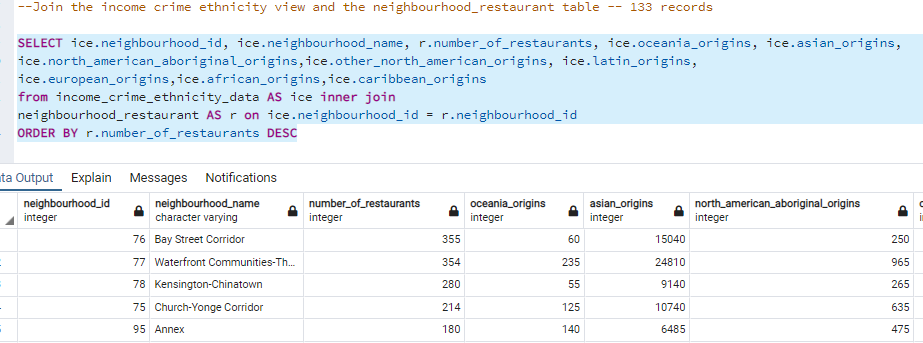 --Join the income crime ethnicity view and the neighbourhood_restaurant table -- 133 records
SELECT ice.neighbourhood_id, ice.neighbourhood_name, r.number_of_restaurants, ice.oceania_origins, ice.asian_origins,
ice.north_american_aboriginal_origins,ice.other_north_american_origins, ice.latin_origins,
ice.european_origins,ice.african_origins,ice.caribbean_origins
from income_crime_ethnicity_data AS ice inner join
neighbourhood_restaurant AS r on ice.neighbourhood_id = r.neighbourhood_id
ORDER BY r.number_of_restaurants DESC
ta Output Explain Messages Notifications
neighbourhood_id neighbourhood_name number_of_restaurants oceania_origins asian_origins north_american_aboriginal_origins
integer character varying integer integer integer integer
76 Bay Street Corridor 355 60 15040 250
77 Waterfront Communities-Th... 354 235 24810 965
78 Kensington-Chinatown 280 55 9140 265
75 Church-Yonge Corridor 214 125 10740 635
95 Annex 180 140 6485 475